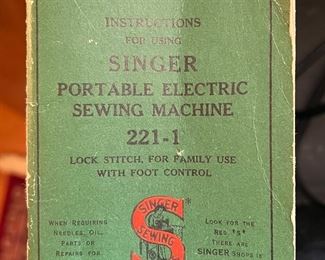 INSTRUCTIONS
FOR USING
SINGER
PORTABLE ELECTRIC
SEWING MACHINE
221-1
LOCK STITCH, FOR FAMILY USE
WITH FOOT CONTROL
SINGER
SEWING
WHEN REQUIRING
NEEDLES, OIL,
PARTS OR
REPAIRS FOR
*
LOOK FOR THE
RED "S"
THERE ARE
SINGER SHOPS IN